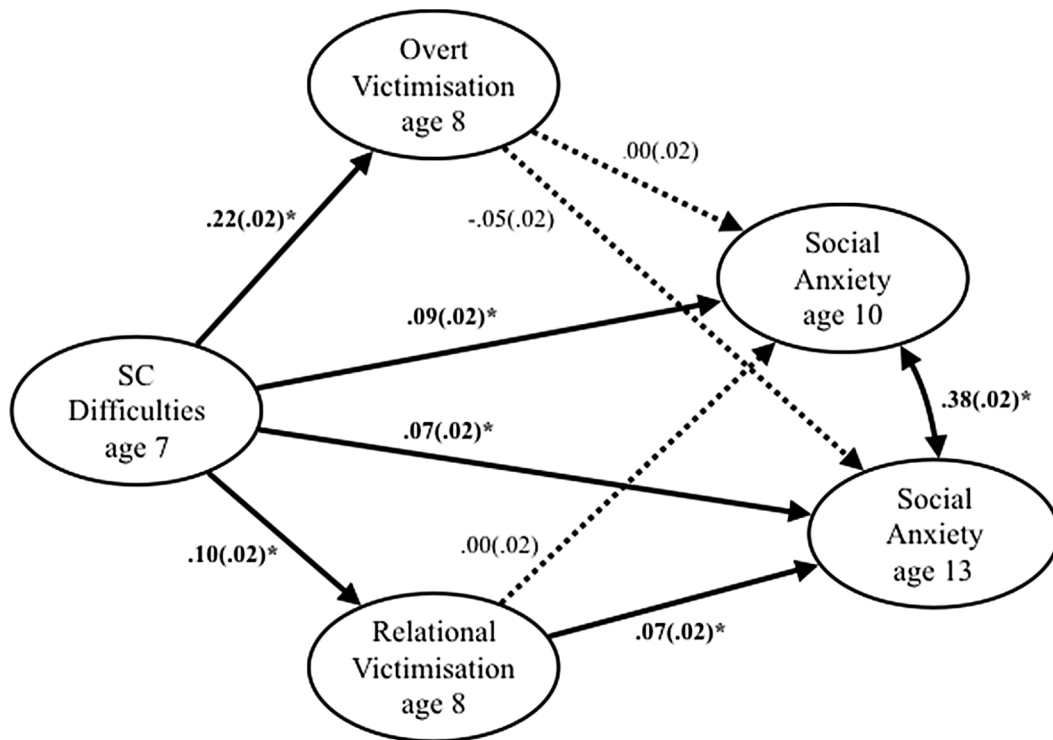 Overt
Victimisation
age 8
.00(.02)
-.05(.02)
.22(.02)*
Social
Anxiety
age 10
.09(.02)*
SC
Difficulties
age 7
.38(.02)*
.07(.02)*
Social
Anxiety
age 13
.10(.02)*
.00(.02)
.07(.02)*
Relational
Victimisation
age 8